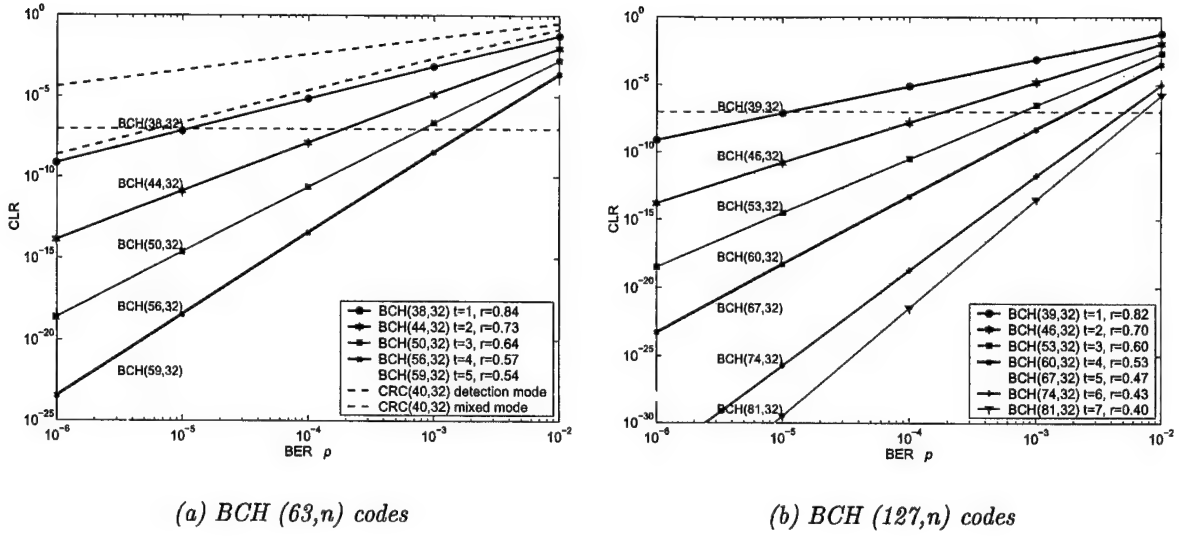 10⁰
10⁻⁵
10⁻¹⁰
10⁻¹⁵
10⁻²⁰
10⁻²⁵
CLR
BCH(38,32)
BCH(44,32)
BCH(50,32)
BCH(56,32)
BCH(59,32)
BCH(38,32) t=1, r=0.84
BCH(44,32) t=2, r=0.73
BCH(50,32) t=3, r=0.64
BCH(56,32) t=4, r=0.57
BCH(59,32) t=5, r=0.54
CRC(40,32) detection mode
CRC(40,32) mixed mode
10⁻⁶ 10⁻⁵ 10⁻⁴ 10⁻³ 10⁻²
BER p
(a) BCH (63,n) codes
10⁰
10⁻⁵
10⁻¹⁰
10⁻¹⁵
10⁻²⁰
10⁻²⁵
10⁻³⁰
CLR
BCH(39,32)
BCH(46,32)
BCH(53,32)
BCH(60,32)
BCH(67,32)
BCH(74,32)
BCH(81,32)
BCH(39,32) t=1, r=0.82
BCH(46,32) t=2, r=0.70
BCH(53,32) t=3, r=0.60
BCH(60,32) t=4, r=0.53
BCH(67,32) t=5, r=0.47
BCH(74,32) t=6, r=0.43
BCH(81,32) t=7, r=0.40
10⁻⁶ 10⁻⁵ 10⁻⁴ 10⁻³ 10⁻²
BER p
(b) BCH (127,n) codes